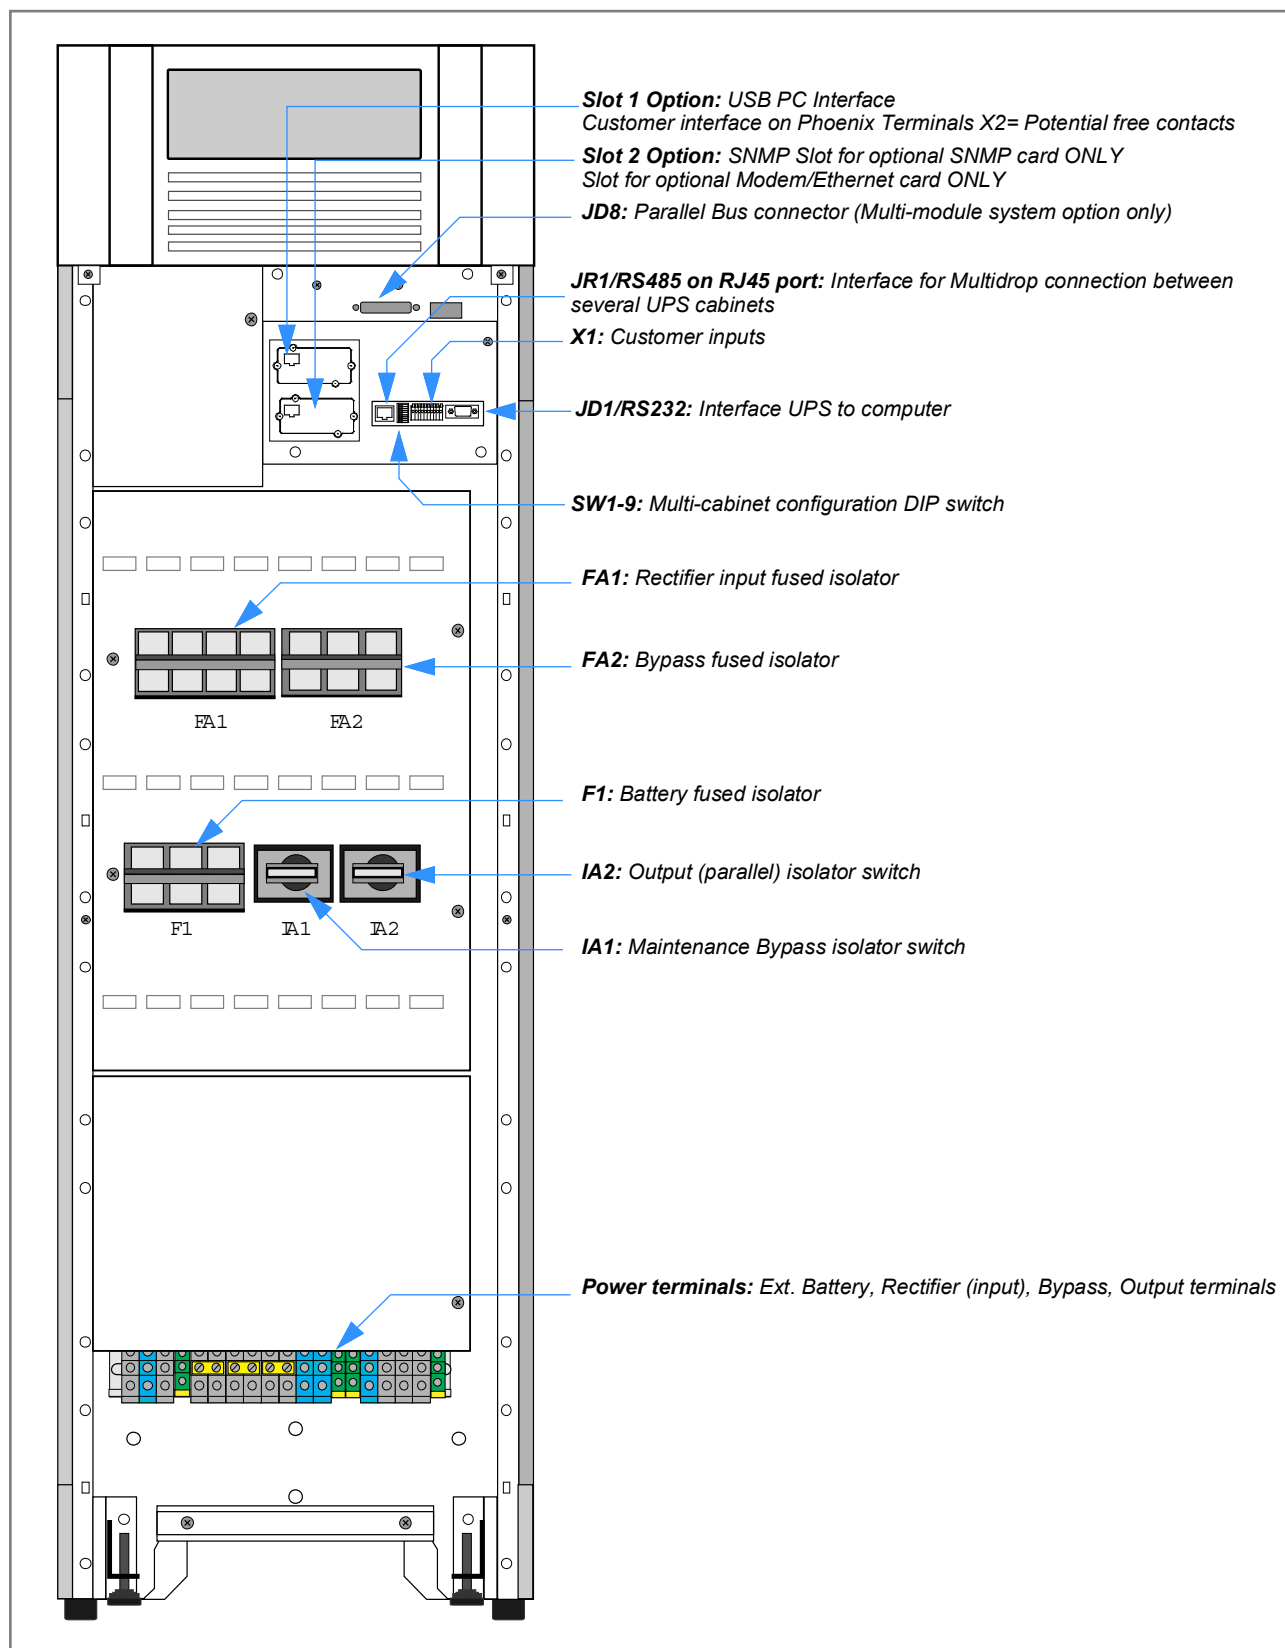 Slot 1 Option: USB PC Interface
Customer interface on Phoenix Terminals X2= Potential free contacts
Slot 2 Option: SNMP Slot for optional SNMP card ONLY
Slot for optional Modem/Ethernet card ONLY
JD8: Parallel Bus connector (Multi-module system option only)
JR1/RS485 on RJ45 port: Interface for Multidrop connection between
several UPS cabinets
X1: Customer inputs
JD1/RS232: Interface UPS to computer
SW1-9: Multi-cabinet configuration DIP switch
FA1: Rectifier input fused isolator
FA2: Bypass fused isolator
FA1
FA2
F1: Battery fused isolator
IA2: Output (parallel) isolator switch
F1
IA1
IA2
IA1: Maintenance Bypass isolator switch
Power terminals: Ext. Battery, Rectifier (input), Bypass, Output terminals